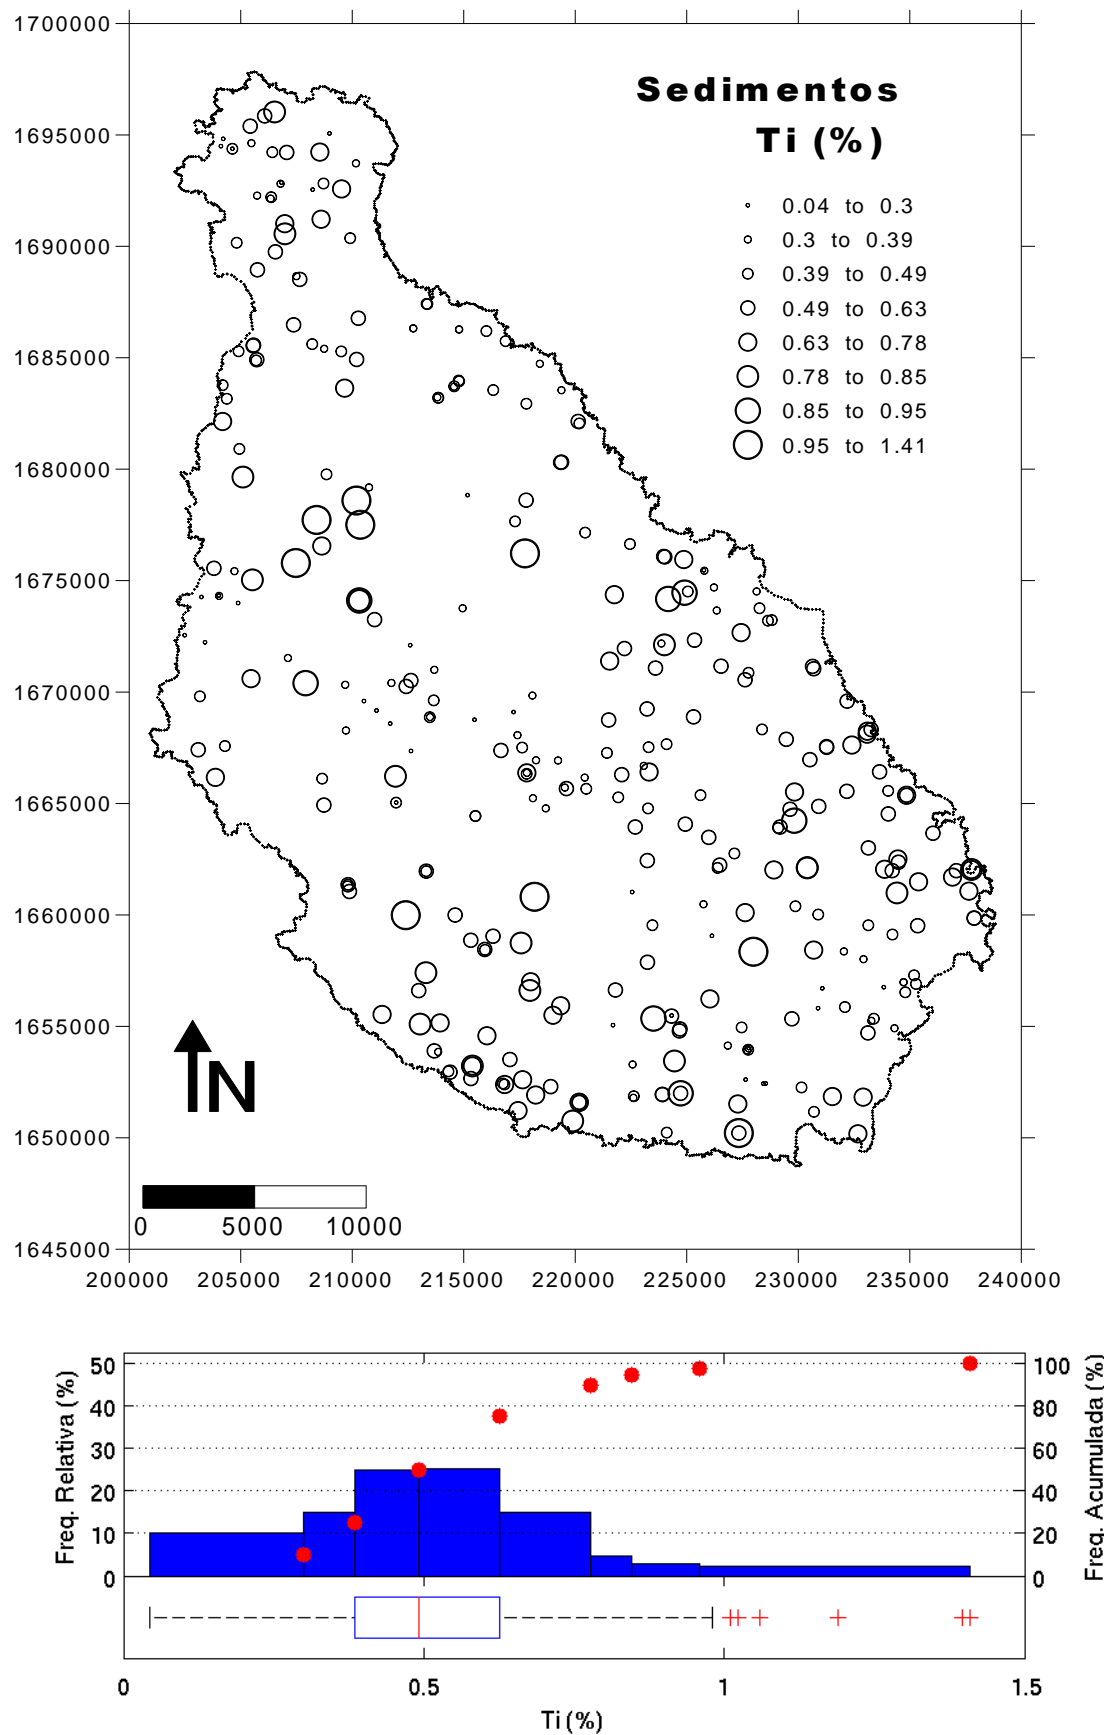 1700000
Sedimentos
Ti (%)
1695000
0.04 to 0.3
0.3 to 0.39
1690000
0.39 to 0.49
0.49 to 0.63
0.63 to 0.78
1685000
0.78 to 0.85
0.85 to 0.95
0.95 to 1.41
1680000
1675000
1670000
1665000
1660000
1655000
N
1650000
0 5000 10000
1645000
200000 205000 210000 215000 220000 225000 230000 235000 240000
Freq. Relativa (%)
50
40
30
20
10
0
100
80
60
40
20
0
Freq. Acumulada (%)
0 0.5 1 1.5
Ti (%)